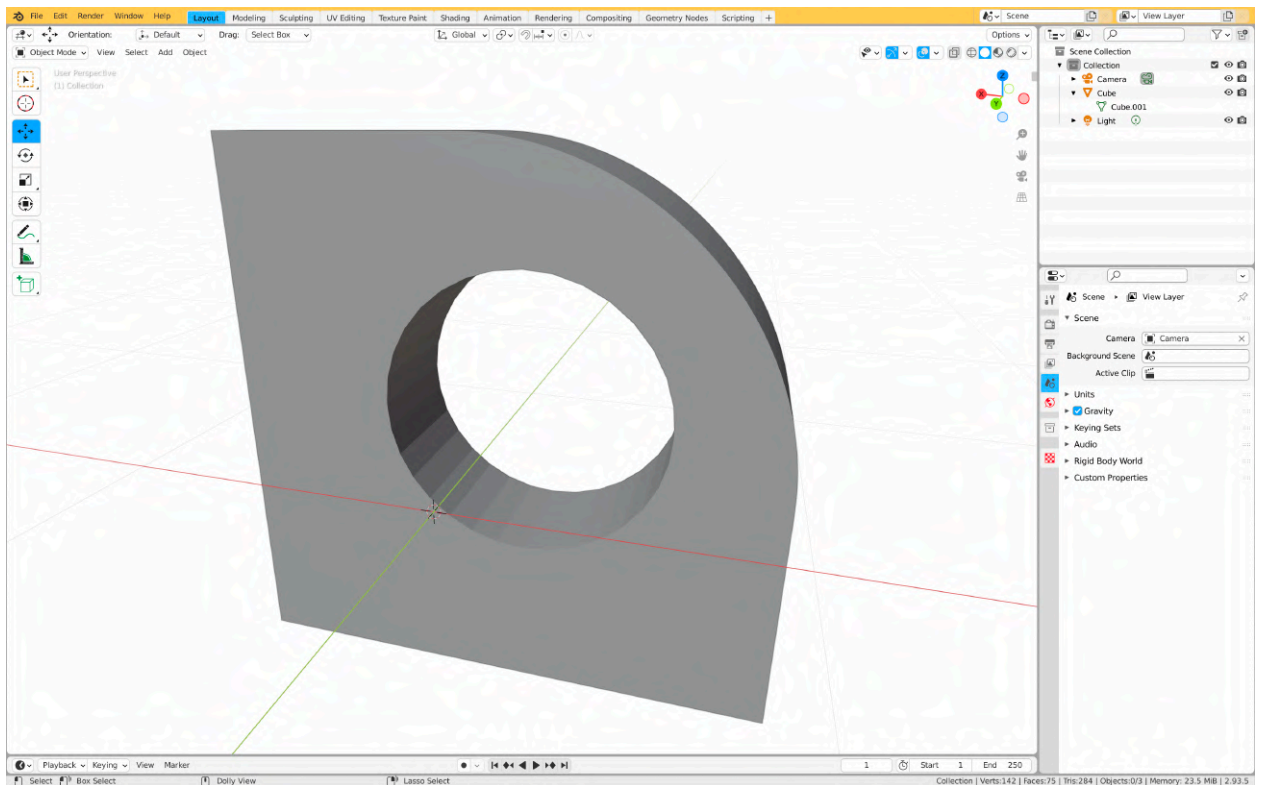 File Edit Render Window Help Layout Modeling Sculpting UV Editing Texture Paint Shading Animation Rendering Compositing Geometry Nodes Scripting + Scene View Layer
Orientation: Default Drag: Select Box Global Options
Object Mode View Select Add Object
User Perspective
(1) Collection
Z
X
Y
Scene Collection
Collection
Camera
Cube
Cube.001
Light
Scene View Layer
Scene
Camera Camera
Background Scene
Active Clip
Units
Gravity
Keying Sets
Audio
Rigid Body World
Custom Properties
Playback Keying View Marker 1 Start 1 End 250
Select Box Select Dolly View Lasso Select Collection | Verts:142 | Faces:75 | Tris:284 | Objects:0/3 | Memory: 23.5 MiB | 2.93.5